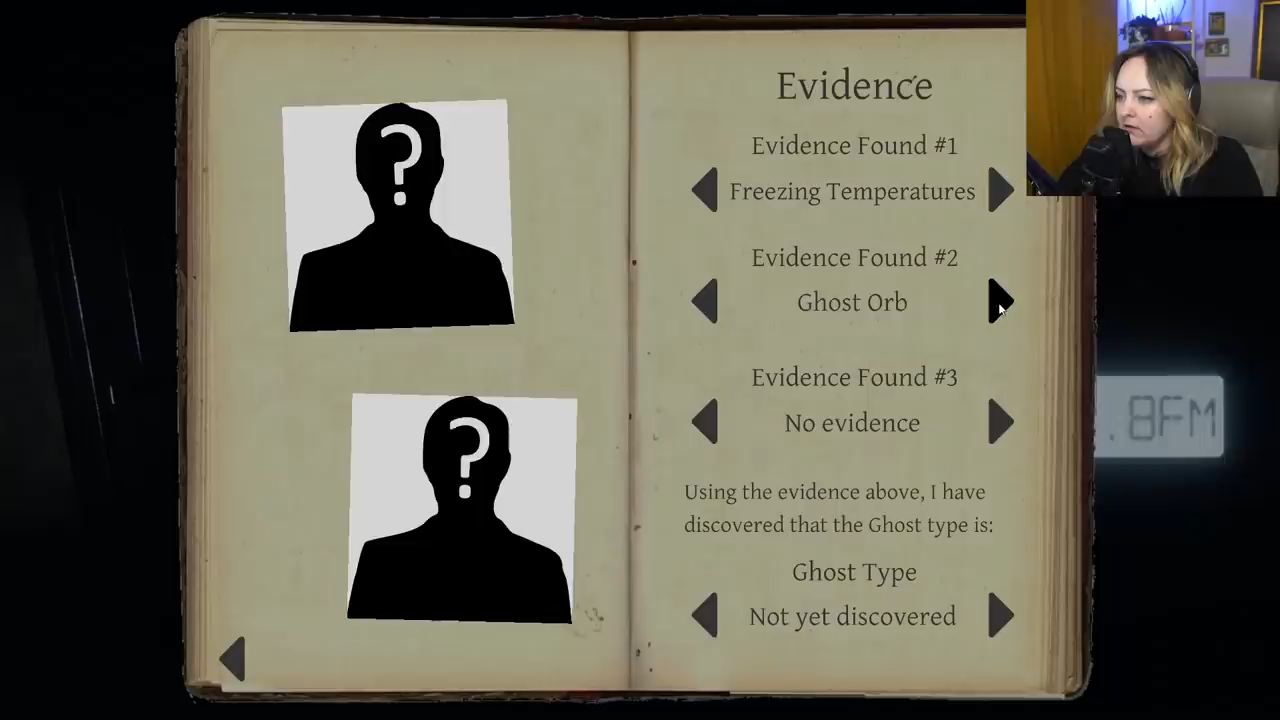 Evidence
Evidence Found #1
Freezing Temperatures
Evidence Found #2
Ghost Orb
Evidence Found #3
No evidence
Using the evidence above, I have
discovered that the Ghost type is:
Ghost Type
Not yet discovered
?
?
.8FM